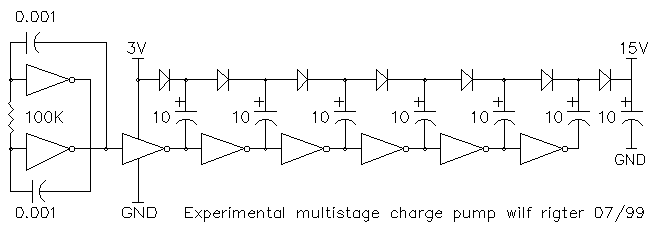 0.001
3V
15V
+ + + + + + +
100K
10 10 10 10 10 10 10
GND
0.001
GND
Experimental multistage charge pump wilf rigter 07/99